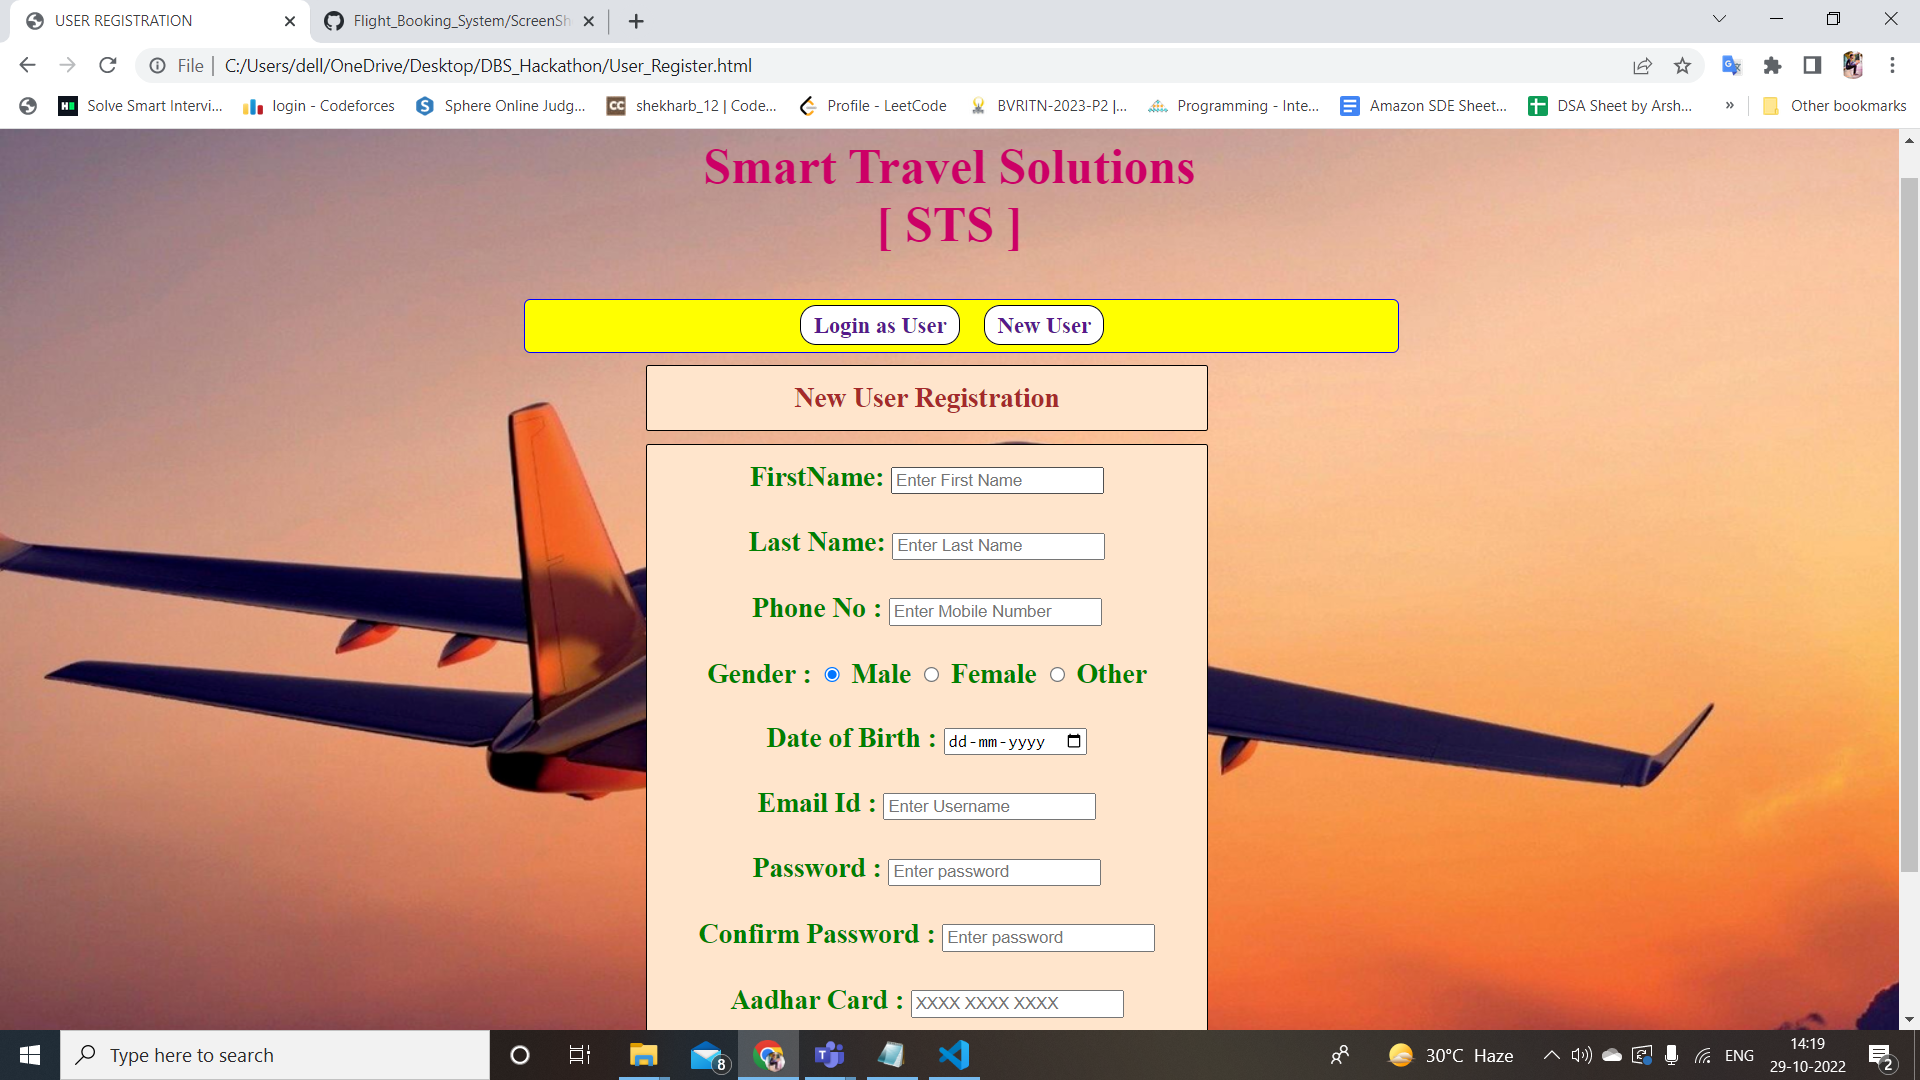 USER REGISTRATION
Flight_Booking_System/ScreenSh
File
C:/Users/dell/OneDrive/Desktop/DBS_Hackathon/User_Register.html
Solve Smart Intervi... login - Codeforces Sphere Online Judg... CC shekharb_12 | Code... Profile - LeetCode BVRITN-2023-P2 |... Programming - Inte... Amazon SDE Sheet... DSA Sheet by Arsh... » Other bookmarks
Smart Travel Solutions
[ STS ]
Login as User New User
New User Registration
FirstName: Enter First Name
Last Name: Enter Last Name
Phone No : Enter Mobile Number
Gender : Male Female Other
Date of Birth : dd-mm-yyyy
Email Id : Enter Username
Password : Enter password
Confirm Password : Enter password
Aadhar Card : XXXX XXXX XXXX
Type here to search
8
30°C Haze
ENG
14:19
29-10-2022
2